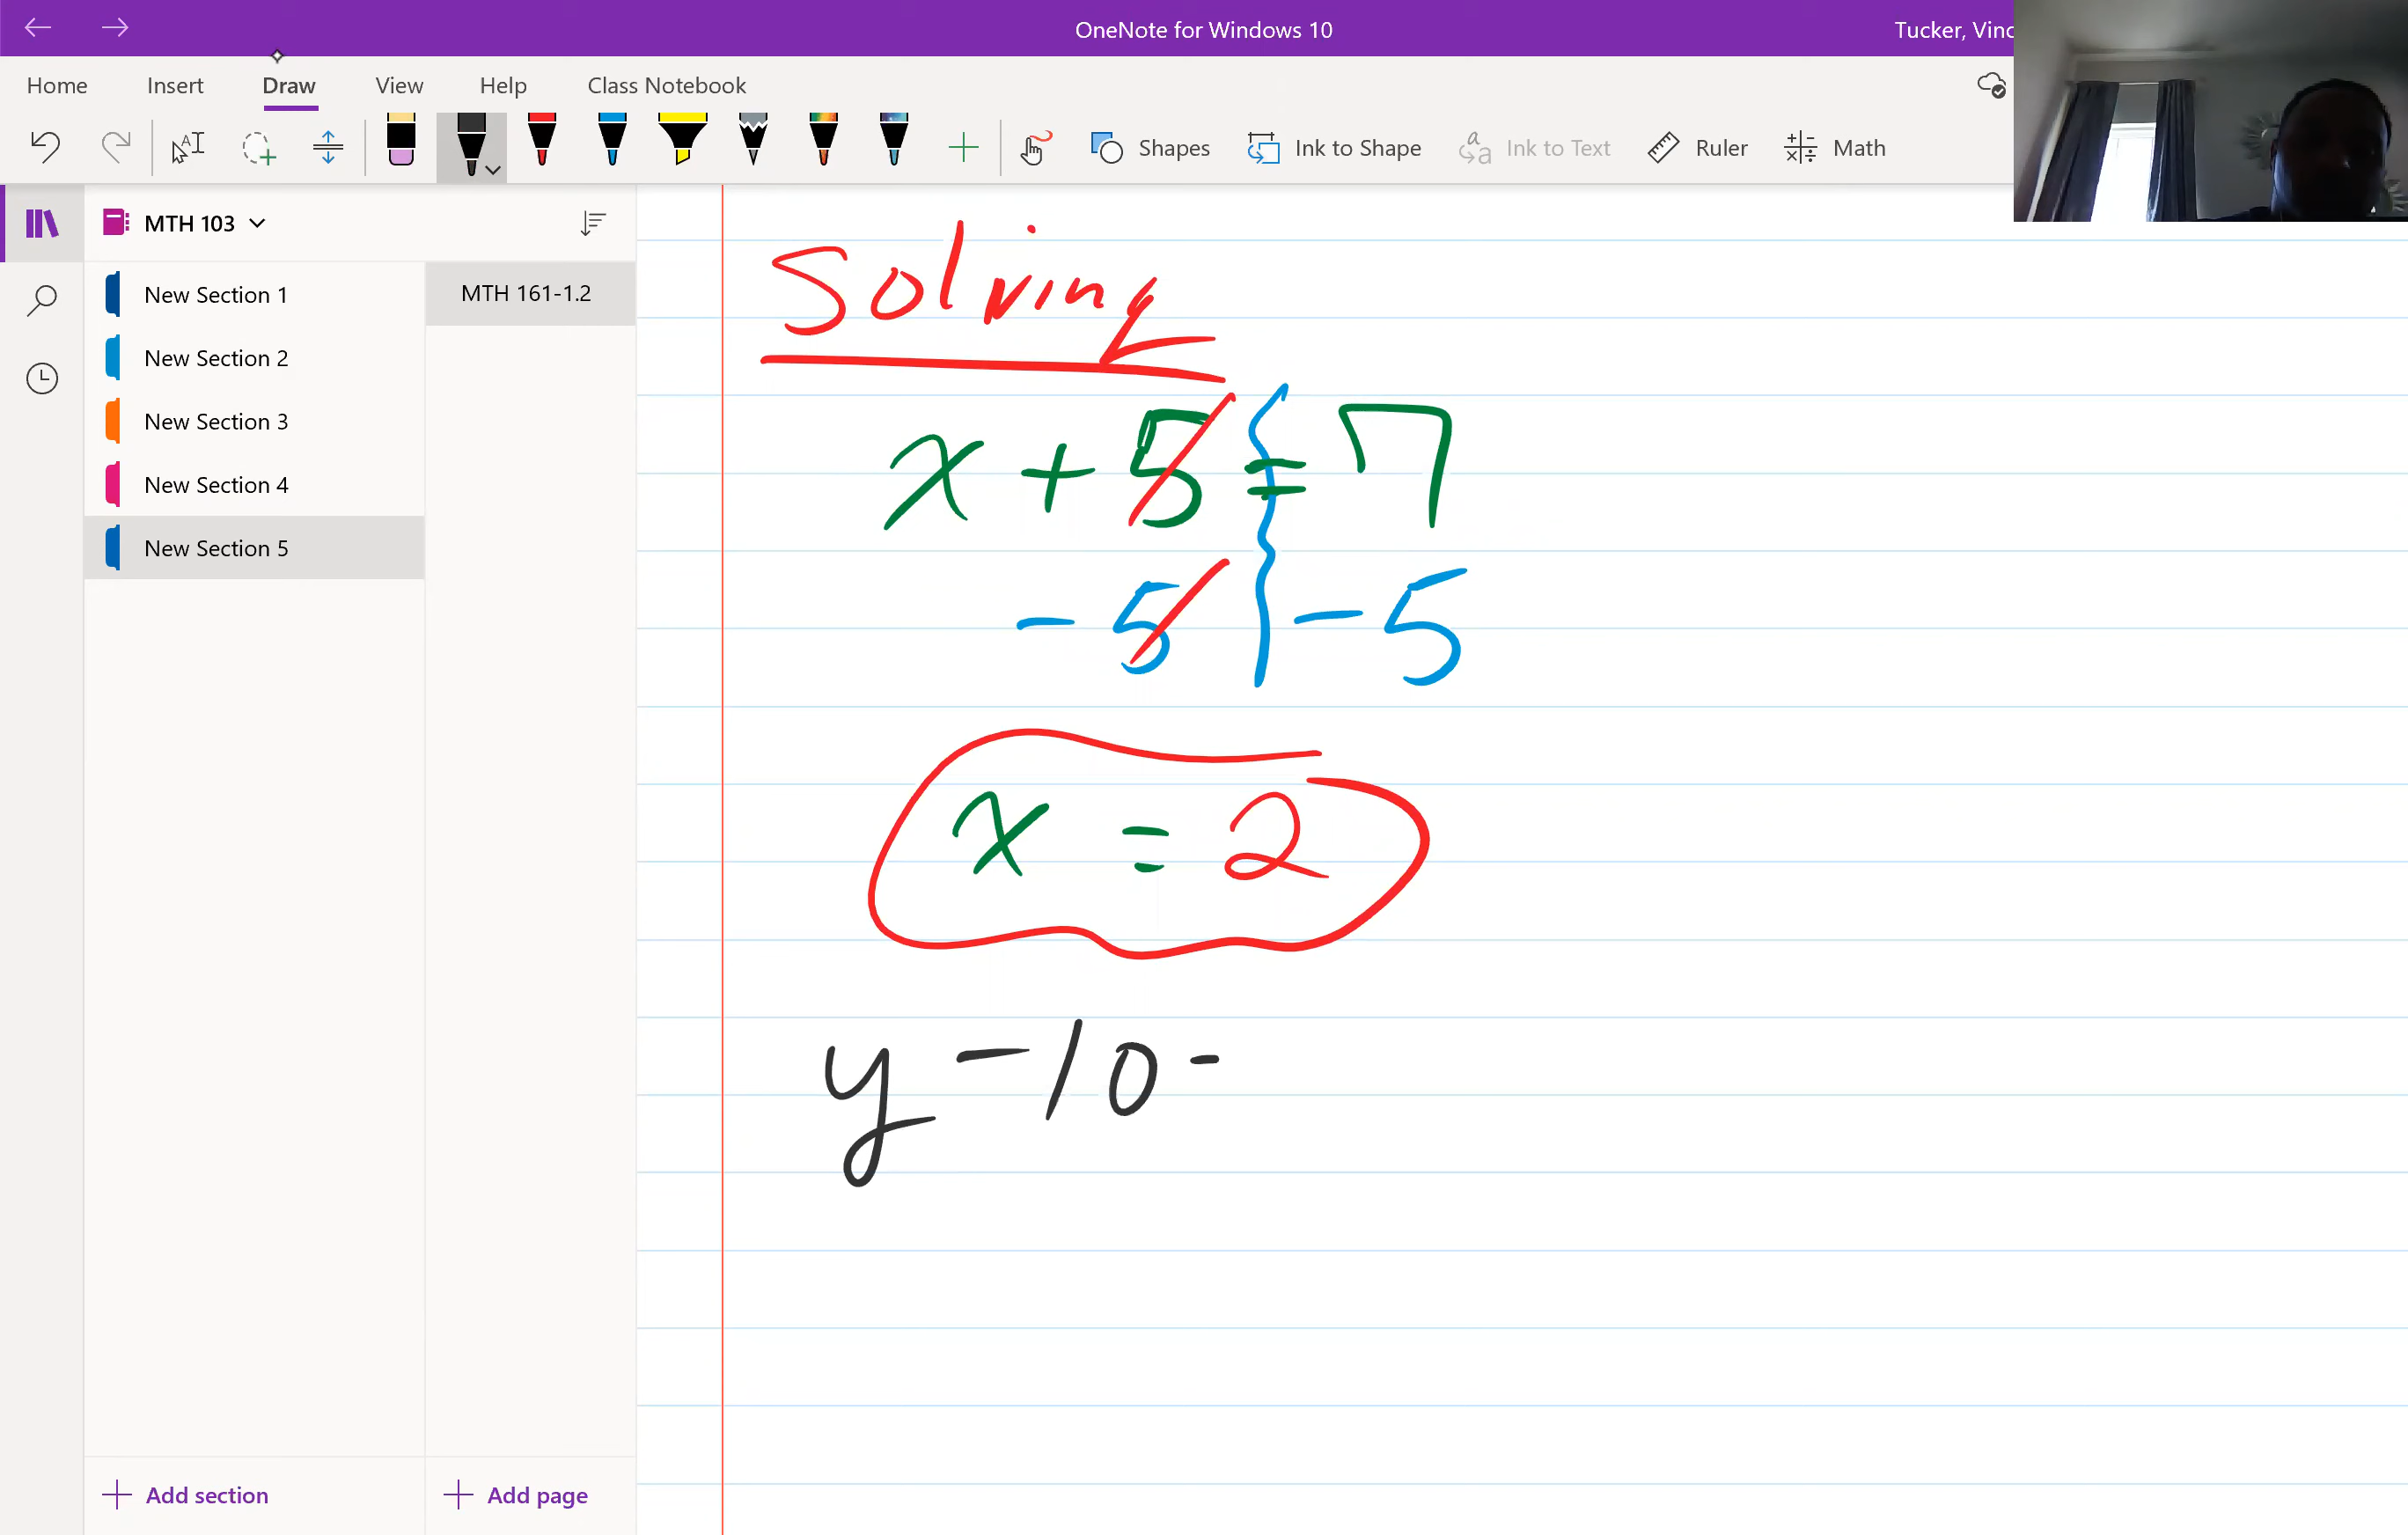 OneNote for Windows 10
Tucker, Vinc
Home Insert Draw View Help Class Notebook
Shapes Ink to Shape Ink to Text Ruler Math
MTH 103
New Section 1
New Section 2
New Section 3
New Section 4
New Section 5
MTH 161-1.2
Solving
x + 5 = 7
- 5 - 5
x = 2
y - 10 -
Add section
Add page